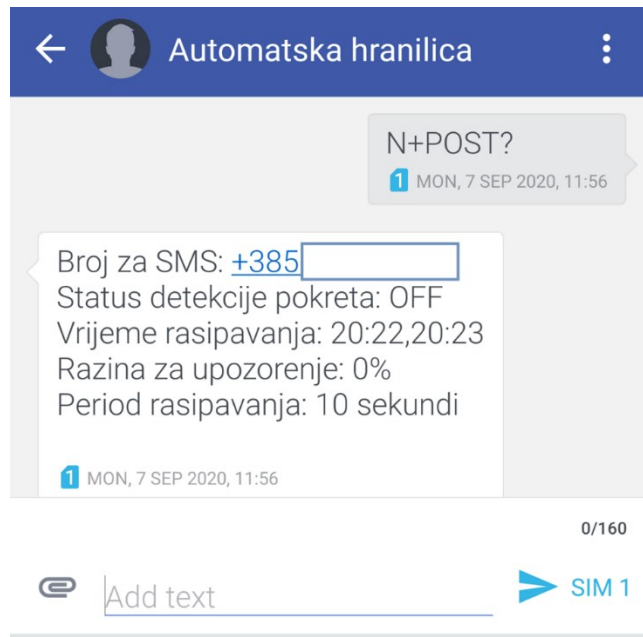 Automatska hranilica
N+POST?
1 MON, 7 SEP 2020, 11:56
Broj za SMS: +385
Status detekcije pokreta: OFF
Vrijeme rasipavanja: 20:22,20:23
Razina za upozorenje: 0%
Period rasipavanja: 10 sekundi
1 MON, 7 SEP 2020, 11:56
0/160
Add text
SIM 1